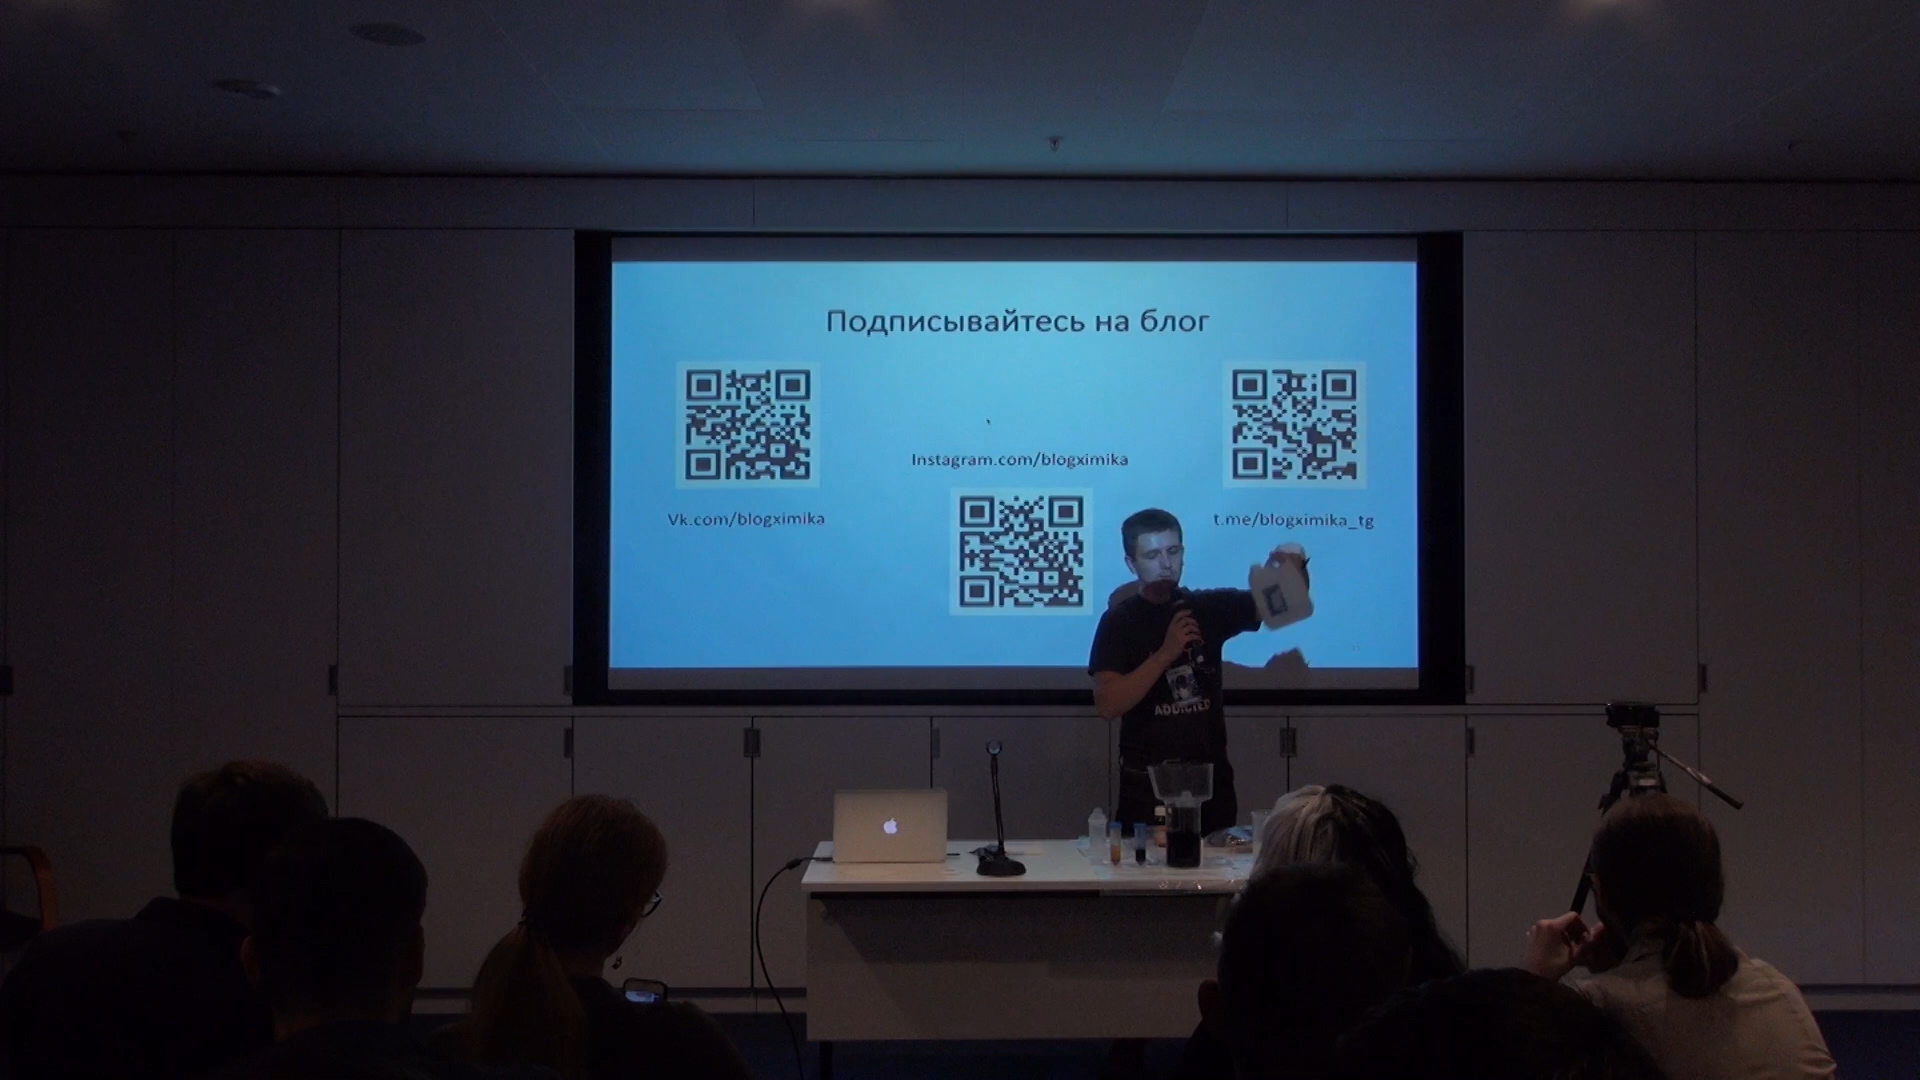 Подписывайтесь на блог
Instagram.com/blogximika
Vk.com/blogximika
t.me/blogximika_tg
ADDICTED